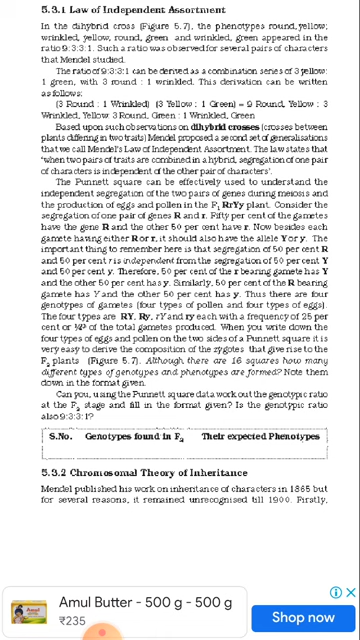 5.3.1 Law of Independent Assortment
In the dihybrid cross (Figure 5.7), the phenotypes round, yellow;
wrinkled, yellow, round, green and wrinkled, green appeared in the
ratio 9:3:3:1. Such a ratio was observed for several pairs of characters
that Mendel studied.
The ratio of 9:3:3:1 can be derived as a combination series of 3 yellow:
1 green, with 3 round : 1 wrinkled. This derivation can be written
as follows:
(3 Round : 1 Wrinkled) (3 Yellow : 1 Green) = 9 Round, Yellow : 3
Wrinkled, Yellow: 3 Round, Green : 1 Wrinkled, Green
Based upon such observations on dihybrid crosses (crosses between
plants differing in two traits) Mendel proposed a second set of generalisations
that we call Mendel's Law of Independent Assortment. The law states that
'when two pairs of traits are combined in a hybrid, segregation of one pair
of characters is independent of the other pair of characters'.
The Punnett square can be effectively used to understand the
independent segregation of the two pairs of genes during meiosis and
the production of eggs and pollen in the F1 RrYy plant. Consider the
segregation of one pair of genes R and r. Fifty per cent of the gametes
have the gene R and the other 50 per cent have r. Now besides each
gamete having either R or r, it should also have the allele Y or y. The
important thing to remember here is that segregation of 50 per cent R
and 50 per cent r is independent from the segregation of 50 per cent Y
and 50 per cent y. Therefore, 50 per cent of the r bearing gamete has Y
and the other 50 per cent has y. Similarly, 50 per cent of the R bearing
gamete has Y and the other 50 per cent has y. Thus there are four
genotypes of gametes (four types of pollen and four types of eggs).
The four types are RY, Ry, rY and ry each with a frequency of 25 per
cent or of the total gametes produced. When you write down the
four types of eggs and pollen on the two sides of a Punnett square it is
very easy to derive the composition of the zygotes that give rise to the
F2 plants (Figure 5.7). Although there are 16 squares how many
different types of genotypes and phenotypes are formed? Note them
down in the format given.
Can you, using the Punnett square data work out the genotypic ratio
at the F2 stage and fill in the format given? Is the genotypic ratio
also 9:3:3:1?
S.No. Genotypes found in F2 Their expected Phenotypes
5.3.2 Chromosomal Theory of Inheritance
Mendel published his work on inheritance of characters in 1865 but
for several reasons, it remained unrecognised till 1900. Firstly,
Amul Butter - 500 g - 500 g
₹235
Shop now
Amul